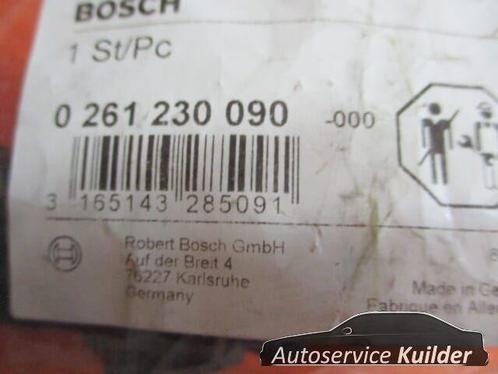 BOSCH
1 St/Pc
0 261 230 090 -000
3 165143 285091
Robert Bosch GmbH
Auf der Breit 4
76227 Karlsruhe
Germany
Made in Ge
Fabriqué en Alle
Autoservice Kuilder